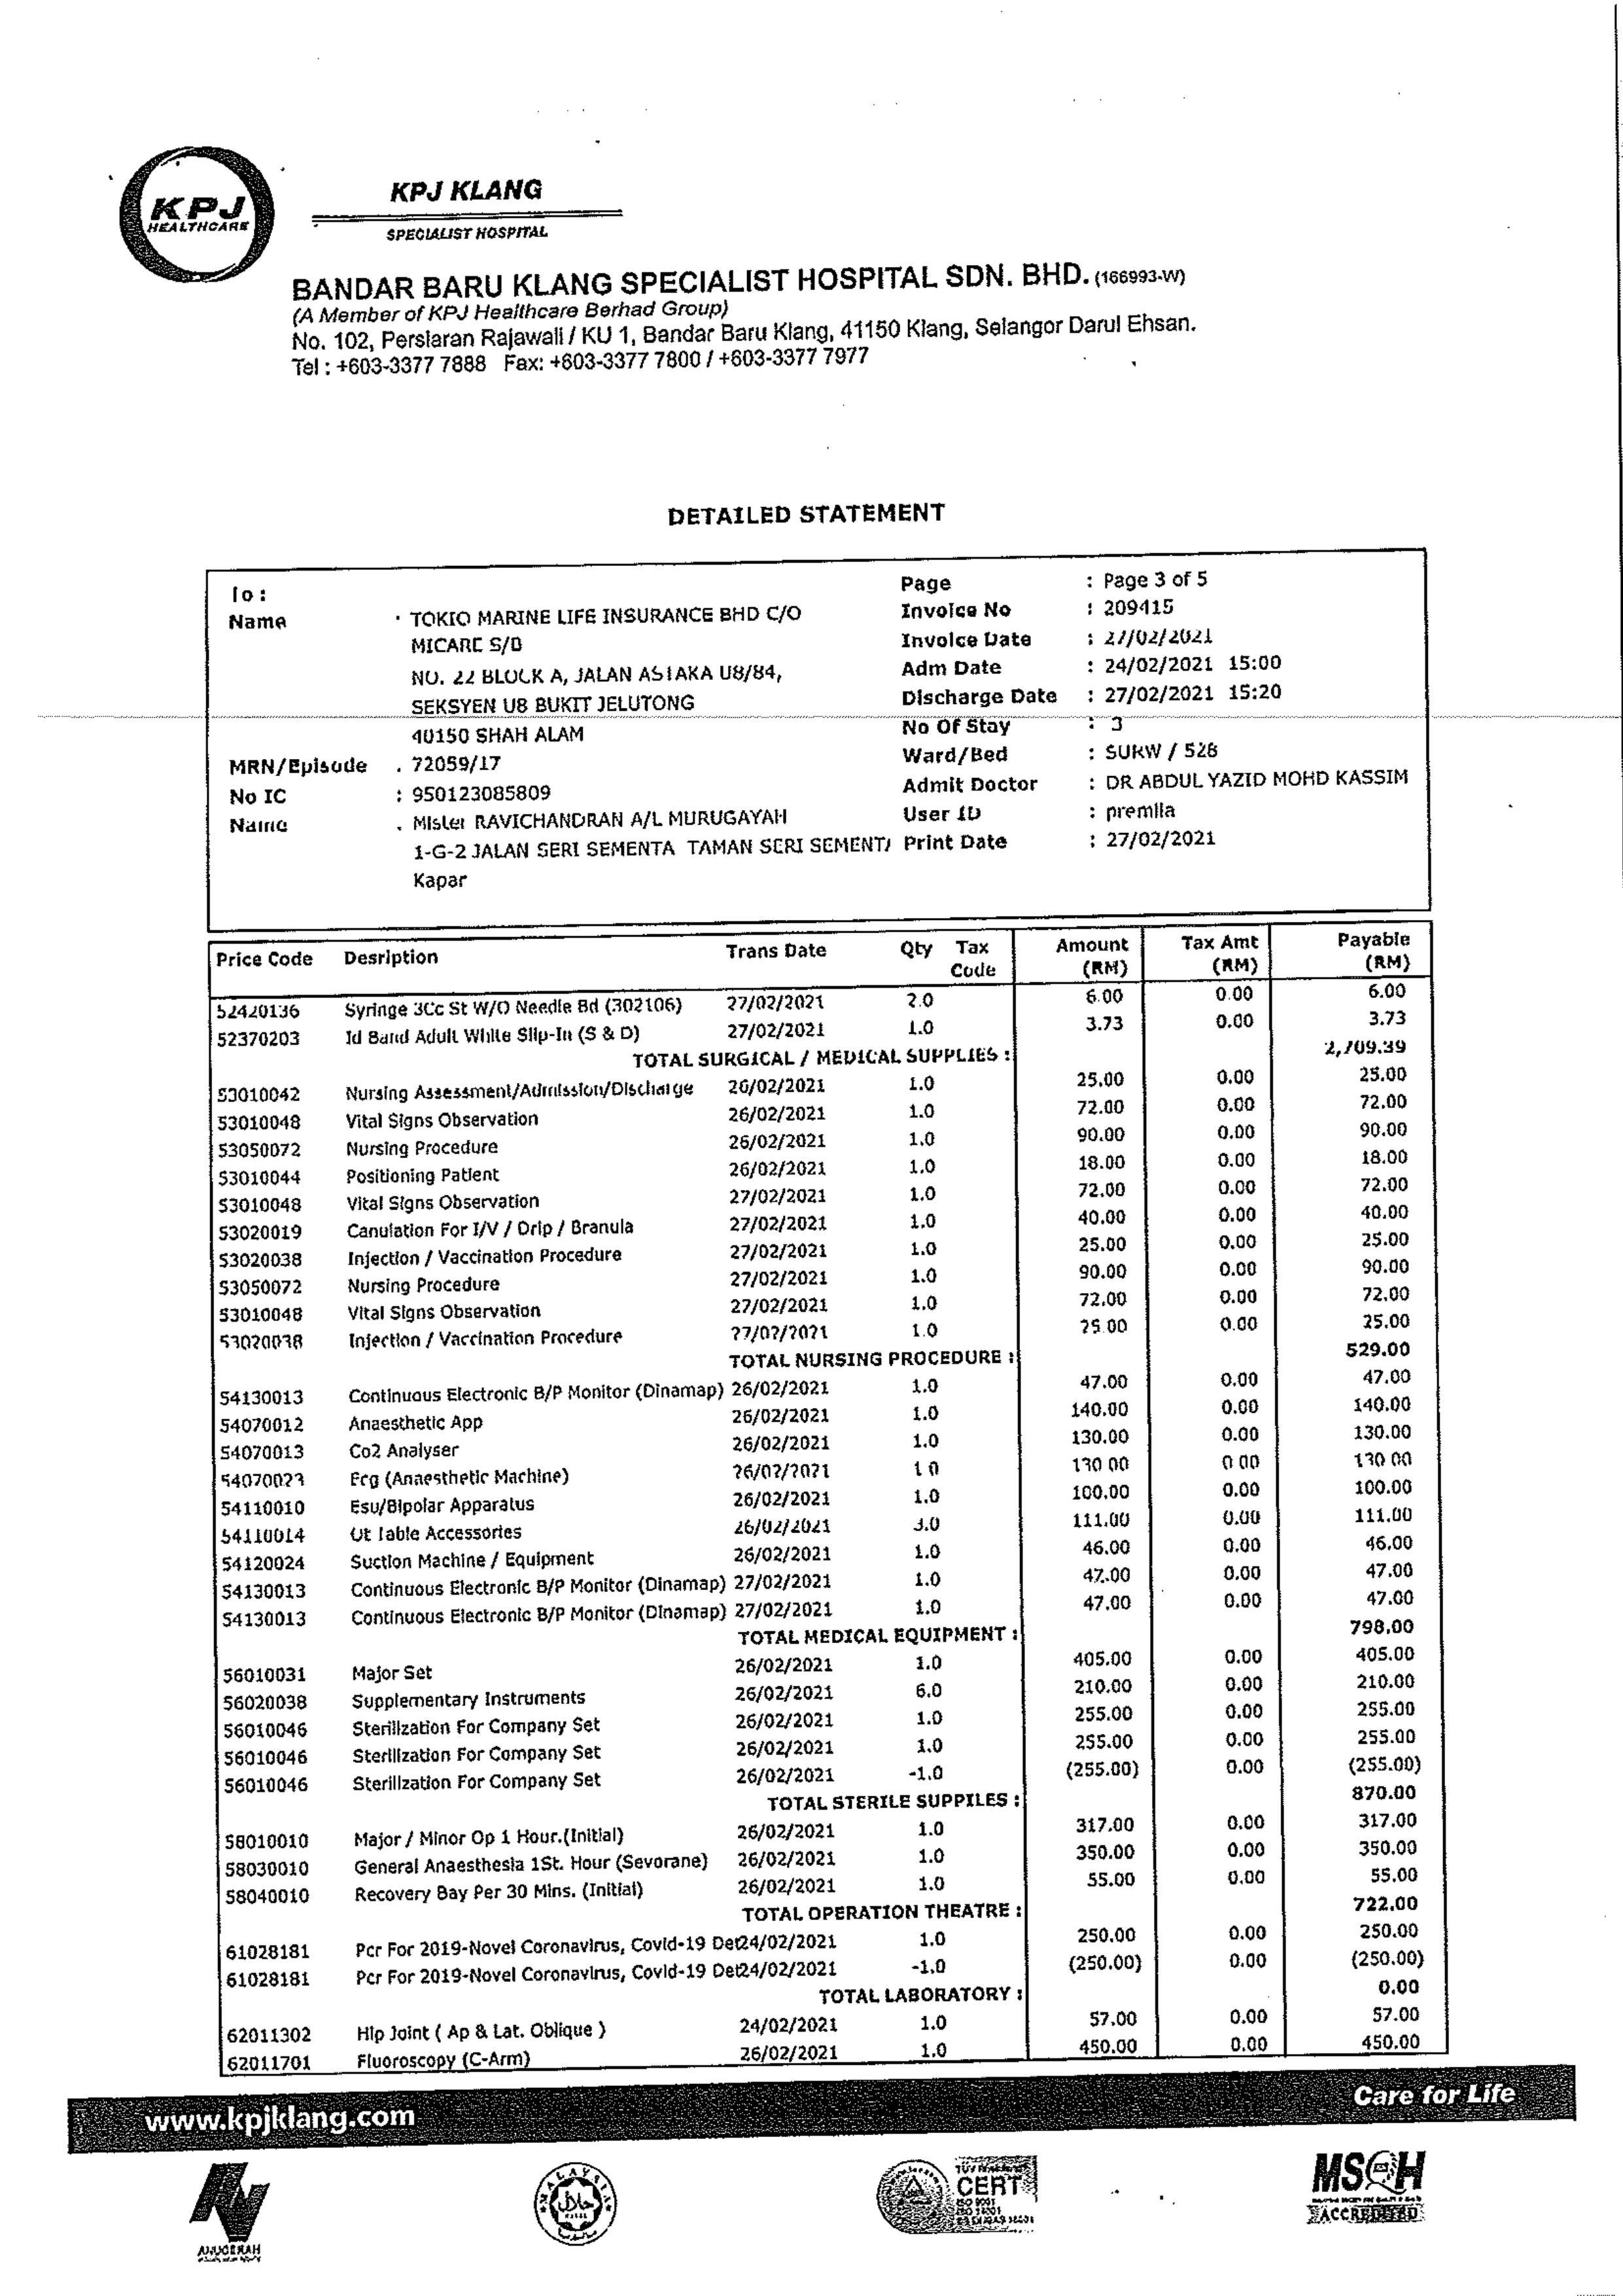 KPJ
HEALTHCARE
KPJ KLANG
SPECIALIST HOSPITAL
BANDAR BARU KLANG SPECIALIST HOSPITAL SDN. BHD. (166993-W)
(A Member of KPJ Healthcare Berhad Group)
No. 102, Persiaran Rajawali / KU 1, Bandar Baru Klang, 41150 Klang, Selangor Darul Ehsan.
Tel : +603-3377 7888 Fax: +603-3377 7800 / +603-3377 7977
DETAILED STATEMENT
To : Page : Page 3 of 5
Name : TOKIO MARINE LIFE INSURANCE BHD C/O Invoice No : 209415
MICARE S/B Invoice Date : 27/02/2021
NO. 22 BLOCK A, JALAN ASTAKA U8/84, Adm Date : 24/02/2021 15:00
SEKSYEN U8 BUKIT JELUTONG Discharge Date : 27/02/2021 15:20
40150 SHAH ALAM No Of Stay : 3
MRN/Episode : 72059/17 Ward/Bed : SURW / 528
No IC : 950123085809 Admit Doctor : DR ABDUL YAZID MOHD KASSIM
Name : Mister RAVICHANDRAN A/L MURUGAYAH User ID : premila
1-G-2 JALAN SERI SEMENTA TAMAN SERI SEMENTA Print Date : 27/02/2021
Kapar
Price Code Desription Trans Date Qty Tax Code Amount (RM) Tax Amt (RM) Payable (RM)
52420136 Syringe 3Cc St W/O Needle Bd (302106) 27/02/2021 2.0 6.00 0.00 6.00
52370203 Id Band Adult White Slip-In (S & D) 27/02/2021 1.0 3.73 0.00 3.73
TOTAL SURGICAL / MEDICAL SUPPLIES : 2,709.39
53010042 Nursing Assessment/Admission/Discharge 26/02/2021 1.0 25.00 0.00 25.00
53010048 Vital Signs Observation 26/02/2021 1.0 72.00 0.00 72.00
53050072 Nursing Procedure 26/02/2021 1.0 90.00 0.00 90.00
53010044 Positioning Patient 26/02/2021 1.0 18.00 0.00 18.00
53010048 Vital Signs Observation 27/02/2021 1.0 72.00 0.00 72.00
53020019 Canulation For I/V / Drip / Branula 27/02/2021 1.0 40.00 0.00 40.00
53020038 Injection / Vaccination Procedure 27/02/2021 1.0 25.00 0.00 25.00
53050072 Nursing Procedure 27/02/2021 1.0 90.00 0.00 90.00
53010048 Vital Signs Observation 27/02/2021 1.0 72.00 0.00 72.00
53020038 Injection / Vaccination Procedure 27/02/2021 1.0 25.00 0.00 25.00
TOTAL NURSING PROCEDURE : 529.00
54130013 Continuous Electronic B/P Monitor (Dinamap) 26/02/2021 1.0 47.00 0.00 47.00
54070012 Anaesthetic App 26/02/2021 1.0 140.00 0.00 140.00
54070013 Co2 Analyser 26/02/2021 1.0 130.00 0.00 130.00
54070023 Ecg (Anaesthetic Machine) 26/02/2021 1.0 130.00 0.00 130.00
54110010 Esu/Bipolar Apparatus 26/02/2021 1.0 100.00 0.00 100.00
54110014 Ot Table Accessories 26/02/2021 3.0 111.00 0.00 111.00
54120024 Suction Machine / Equipment 26/02/2021 1.0 46.00 0.00 46.00
54130013 Continuous Electronic B/P Monitor (Dinamap) 27/02/2021 1.0 47.00 0.00 47.00
54130013 Continuous Electronic B/P Monitor (Dinamap) 27/02/2021 1.0 47.00 0.00 47.00
TOTAL MEDICAL EQUIPMENT : 798.00
56010031 Major Set 26/02/2021 1.0 405.00 0.00 405.00
56020038 Supplementary Instruments 26/02/2021 6.0 210.00 0.00 210.00
56010046 Sterilization For Company Set 26/02/2021 1.0 255.00 0.00 255.00
56010046 Sterilization For Company Set 26/02/2021 1.0 255.00 0.00 255.00
56010046 Sterilization For Company Set 26/02/2021 -1.0 (255.00) 0.00 (255.00)
TOTAL STERILE SUPPILES : 870.00
58010010 Major / Minor Op 1 Hour.(Initial) 26/02/2021 1.0 317.00 0.00 317.00
58030010 General Anaesthesia 1St. Hour (Sevorane) 26/02/2021 1.0 350.00 0.00 350.00
58040010 Recovery Bay Per 30 Mins. (Initial) 26/02/2021 1.0 55.00 0.00 55.00
TOTAL OPERATION THEATRE : 722.00
61028181 Pcr For 2019-Novel Coronavirus, Covid-19 Det24/02/2021 1.0 250.00 0.00 250.00
61028181 Pcr For 2019-Novel Coronavirus, Covid-19 Det24/02/2021 -1.0 (250.00) 0.00 (250.00)
TOTAL LABORATORY : 0.00
62011302 Hip Joint ( Ap & Lat. Oblique ) 24/02/2021 1.0 57.00 0.00 57.00
62011701 Fluoroscopy (C-Arm) 26/02/2021 1.0 450.00 0.00 450.00
www.kpjklang.com Care for Life
ANUGERAH
MALAYSIA
حلال
CERT
ISO 9001
MSQH
ACCREDITED